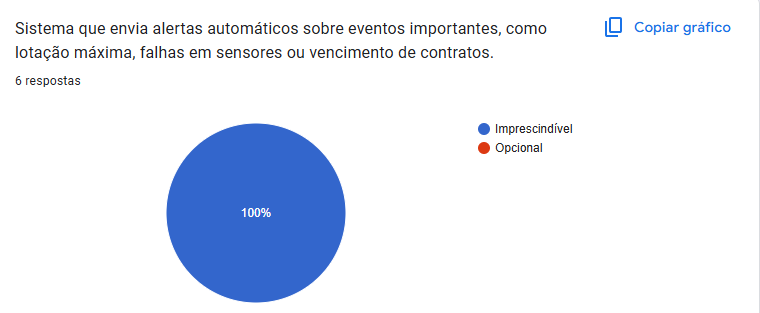 Sistema que envia alertas automáticos sobre eventos importantes, como
lotação máxima, falhas em sensores ou vencimento de contratos.
Copiar gráfico
6 respostas
Imprescindível
Opcional
100%